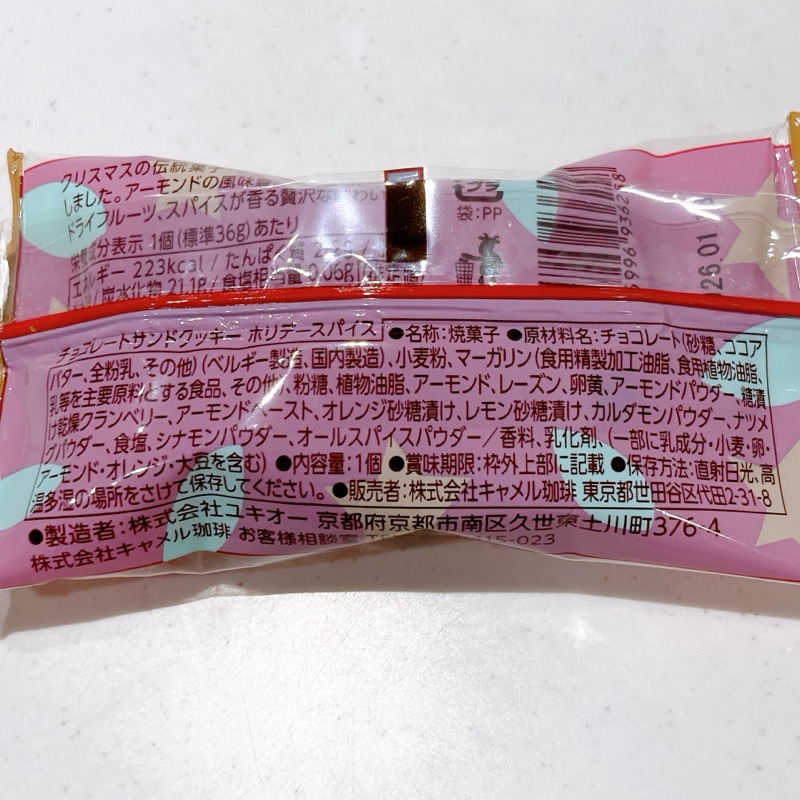 クリスマスの伝統菓子
しました。アーモンドの風味
ドライフルーツ、スパイスが香る贅沢な
栄養成分表示 1個(標準36g)あたり
エネルギー 223kcal / たんぱく質
/ 炭水化物 21.1g / 食塩相当量 0.06g (推定値)
プラ
袋:PP
26.01
チョコレートサンドクッキー ホリデースパイス ●名称:焼菓子 ●原材料名:チョコレート(砂糖、ココア
バター、全粉乳、その他)(ベルギー製造、国内製造)、小麦粉、マーガリン(食用精製加工油脂、食用植物油脂、
乳等を主要原料とする食品、その他)、粉糖、植物油脂、アーモンド、レーズン、卵黄、アーモンドパウダー、糖漬
け乾燥クランベリー、アーモンドペースト、オレンジ砂糖漬け、レモン砂糖漬け、カルダモンパウダー、ナツメ
グパウダー、食塩、シナモンパウダー、オールスパイスパウダー/香料、乳化剤、(一部に乳成分・小麦・卵・
アーモンド・オレンジ・大豆を含む) ●内容量:1個 ●賞味期限:枠外上部に記載 ●保存方法:直射日光、高
温多湿の場所をさけて保存してください。 ●販売者:株式会社キャメル珈琲 東京都世田谷区代田2-31-8
●製造者:株式会社ユキオー 京都府京都市南区久世東土川町376-4
株式会社キャメル珈琲 お客様相談室